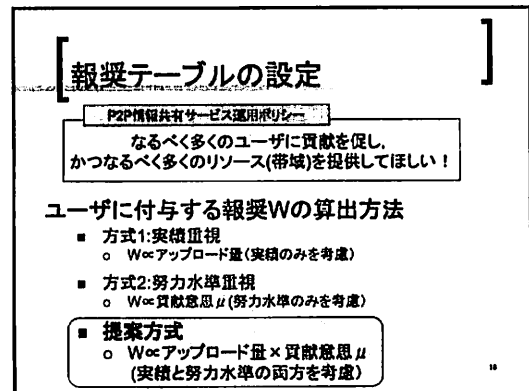 報奨テーブルの設定
P2P情報共有サービス運用ポリシー
なるべく多くのユーザに貢献を促し、
かつなるべく多くのリソース(帯域)を提供してほしい！
ユーザに付与する報奨Wの算出方法
■ 方式1:実績重視
o W∝アップロード量(実績のみを考慮)
■ 方式2:努力水準重視
o W∝貢献意思μ(努力水準のみを考慮)
■ 提案方式
o W∝アップロード量×貢献意思μ
(実績と努力水準の両方を考慮)